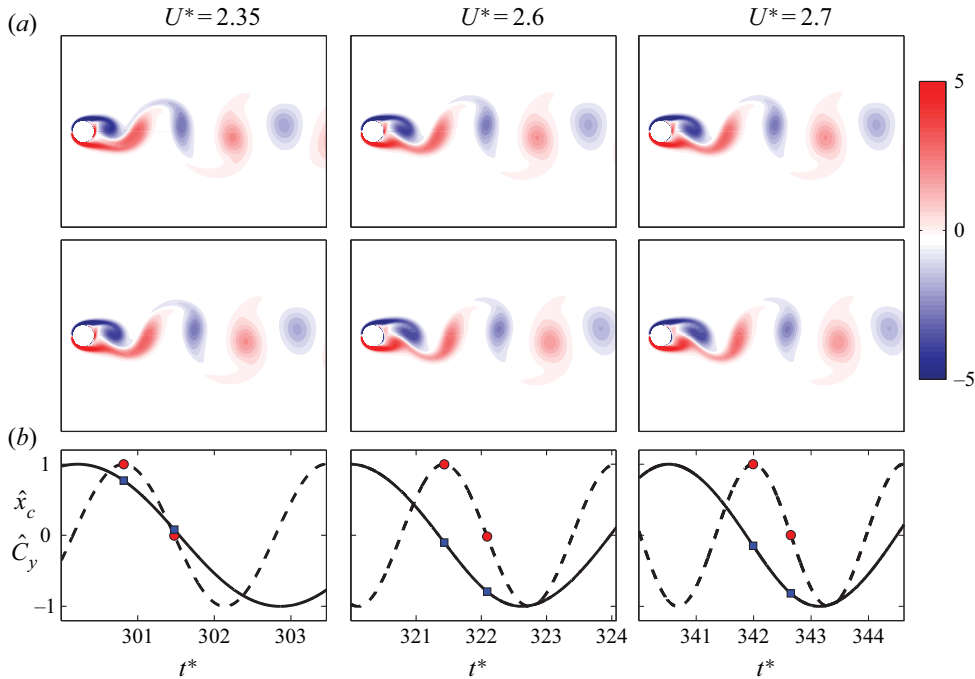 (a)
U* = 2.35
U* = 2.6
U* = 2.7
5
0
−5
(b)
x̂c
Ĉy
1
0
−1
301 302 303
321 322 323 324
341 342 343 344
t*
t*
t*